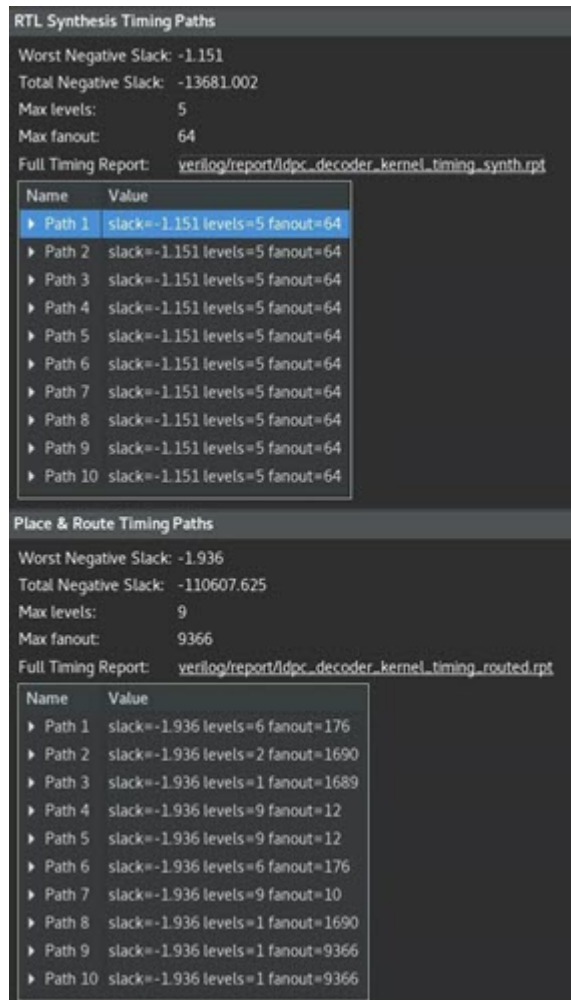 RTL Synthesis Timing Paths
Worst Negative Slack: -1.151
Total Negative Slack: -13681.002
Max levels: 5
Max fanout: 64
Full Timing Report: verilog/report/ldpc_decoder_kernel_timing_synth.rpt
Name Value
Path 1 slack=-1.151 levels=5 fanout=64
Path 2 slack=-1.151 levels=5 fanout=64
Path 3 slack=-1.151 levels=5 fanout=64
Path 4 slack=-1.151 levels=5 fanout=64
Path 5 slack=-1.151 levels=5 fanout=64
Path 6 slack=-1.151 levels=5 fanout=64
Path 7 slack=-1.151 levels=5 fanout=64
Path 8 slack=-1.151 levels=5 fanout=64
Path 9 slack=-1.151 levels=5 fanout=64
Path 10 slack=-1.151 levels=5 fanout=64
Place & Route Timing Paths
Worst Negative Slack: -1.936
Total Negative Slack: -110607.625
Max levels: 9
Max fanout: 9366
Full Timing Report: verilog/report/ldpc_decoder_kernel_timing_routed.rpt
Name Value
Path 1 slack=-1.936 levels=6 fanout=176
Path 2 slack=-1.936 levels=2 fanout=1690
Path 3 slack=-1.936 levels=1 fanout=1689
Path 4 slack=-1.936 levels=9 fanout=12
Path 5 slack=-1.936 levels=9 fanout=12
Path 6 slack=-1.936 levels=6 fanout=176
Path 7 slack=-1.936 levels=9 fanout=10
Path 8 slack=-1.936 levels=1 fanout=1690
Path 9 slack=-1.936 levels=1 fanout=9366
Path 10 slack=-1.936 levels=1 fanout=9366